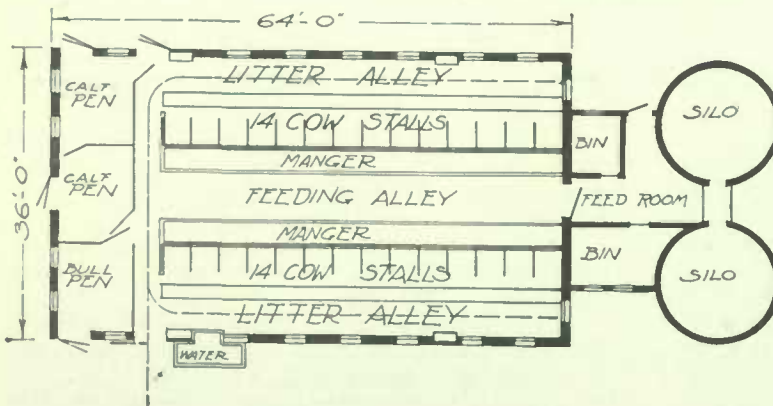 64'-0"
LITTER ALLEY
CALF
PEN
14 COW STALLS
SILO
BIN
MANGER
36'-0"
CALF
PEN
FEEDING ALLEY
FEED ROOM
MANGER
BULL
PEN
14 COW STALLS
BIN
SILO
LITTER ALLEY
WATER